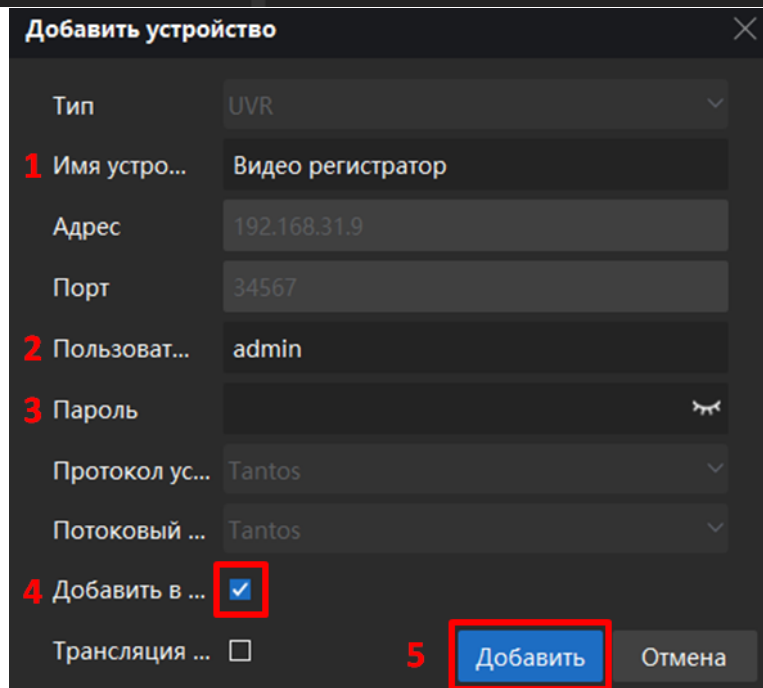 Добавить устройство
Тип UVR
1 Имя устро... Видео регистратор
Адрес 192.168.31.9
Порт 34567
2 Пользоват... admin
3 Пароль
Протокол ус... Tantos
Потоковый ... Tantos
4 Добавить в ...
Трансляция ...
5 Добавить Отмена